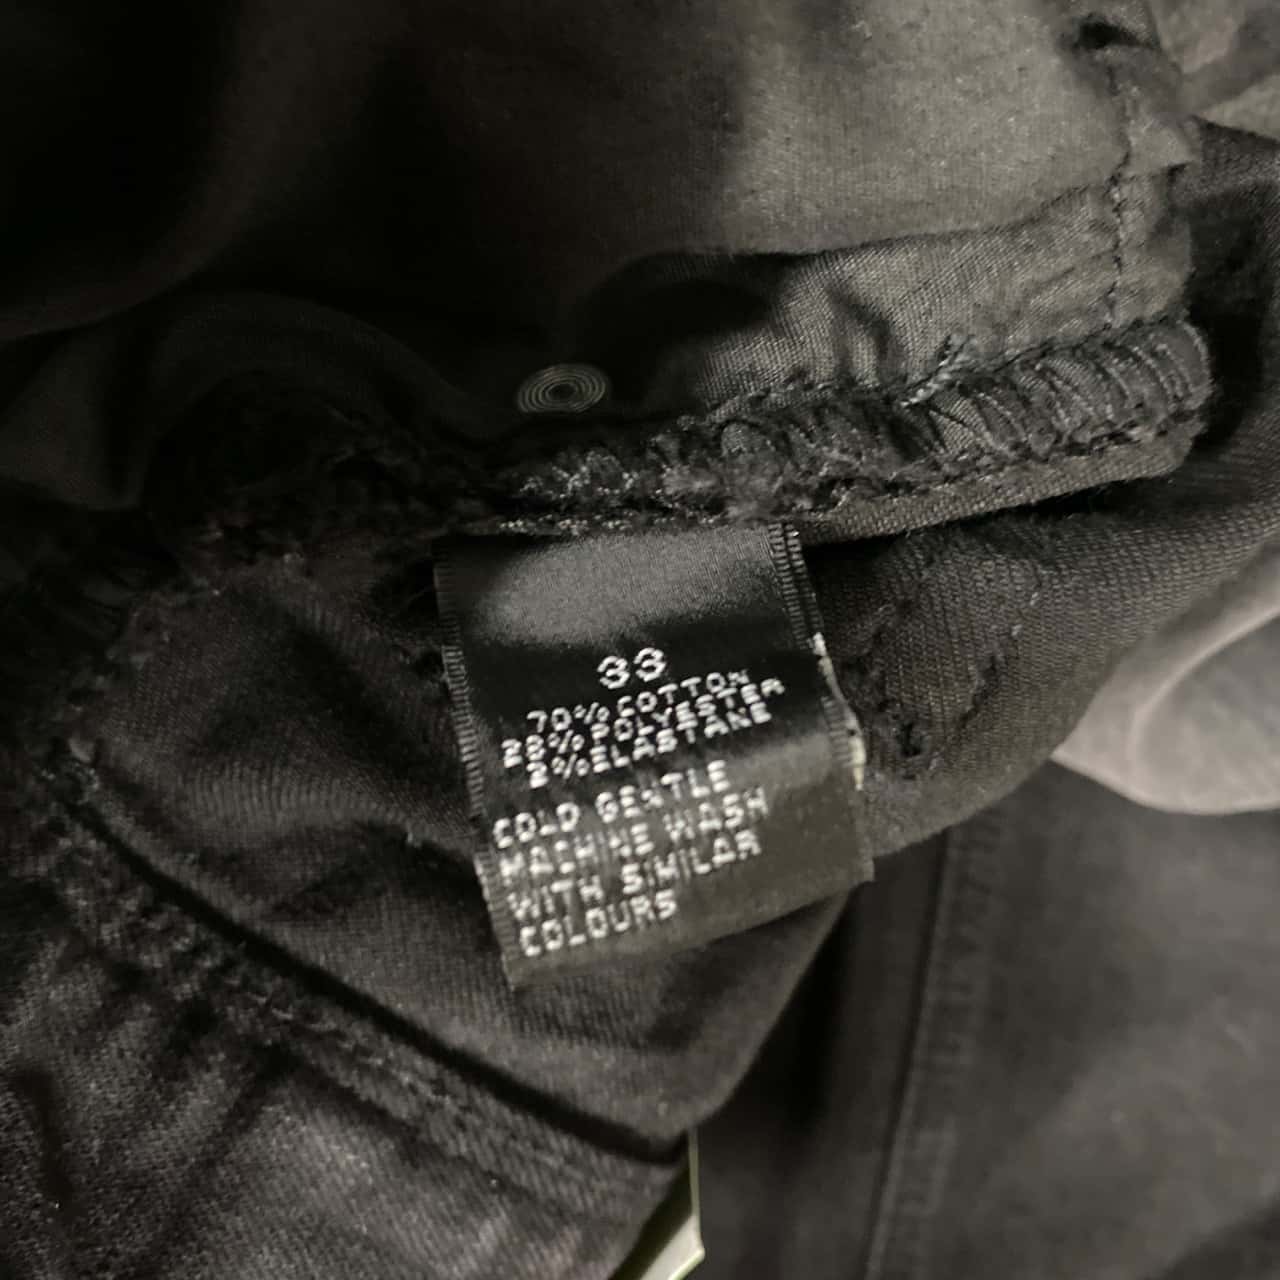 33
70% COTTON
28% POLYESTER
2% ELASTANE
COLD GENTLE
MACHINE WASH
WITH SIMILAR
COLOURS